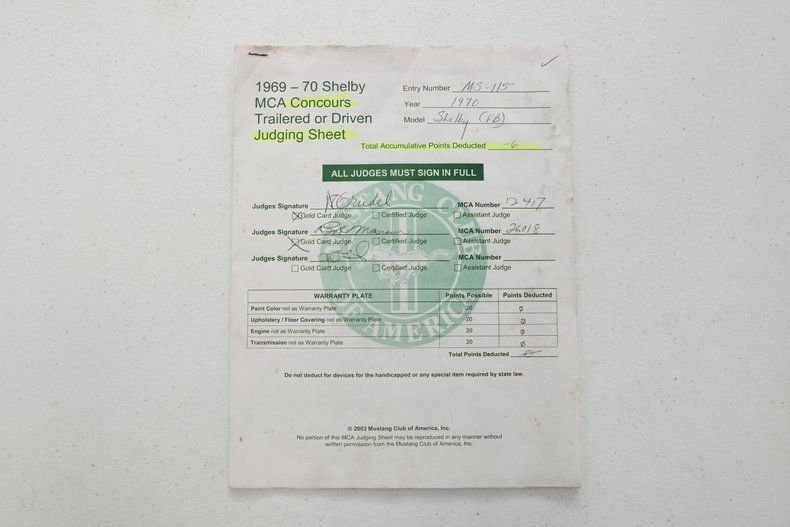 1969 – 70 Shelby
MCA Concours
Trailered or Driven
Judging Sheet
Entry Number MS-115
Year 1970
Model Shelby (FB)
Total Accumulative Points Deducted -6
ALL JUDGES MUST SIGN IN FULL
Judges Signature MCA Number 12417
Gold Card Judge Certified Judge Assistant Judge
Judges Signature MCA Number 26018
Gold Card Judge Certified Judge Assistant Judge
Judges Signature MCA Number
Gold Card Judge Certified Judge Assistant Judge
MUSTANG CLUB OF AMERICA
WARRANTY PLATE Points Possible Points Deducted
Paint Color not as Warranty Plate 20 Ø
Upholstery / Floor Covering not as Warranty Plate 20 Ø
Engine not as Warranty Plate 20 Ø
Transmission not as Warranty Plate 20 Ø
Total Points Deducted Ø
Do not deduct for devices for the handicapped or any special item required by state law.
© 2003 Mustang Club of America, Inc.
No portion of this MCA Judging Sheet may be reproduced in any manner without
written permission from the Mustang Club of America, Inc.